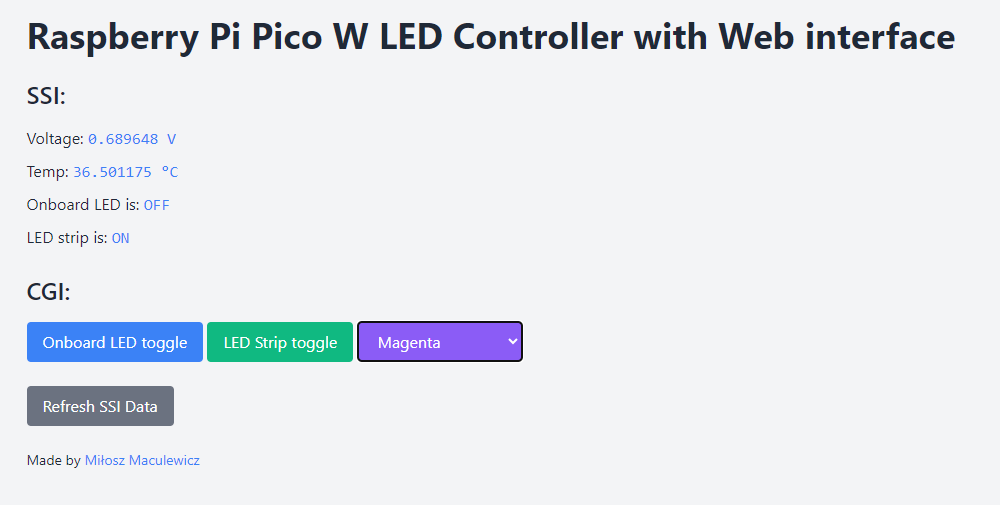 Raspberry Pi Pico W LED Controller with Web interface
SSI:
Voltage: 0.689648 V
Temp: 36.501175 ºC
Onboard LED is: OFF
LED strip is: ON
CGI:
Onboard LED toggle LED Strip toggle Magenta
Refresh SSI Data
Made by Miłosz Maculewicz